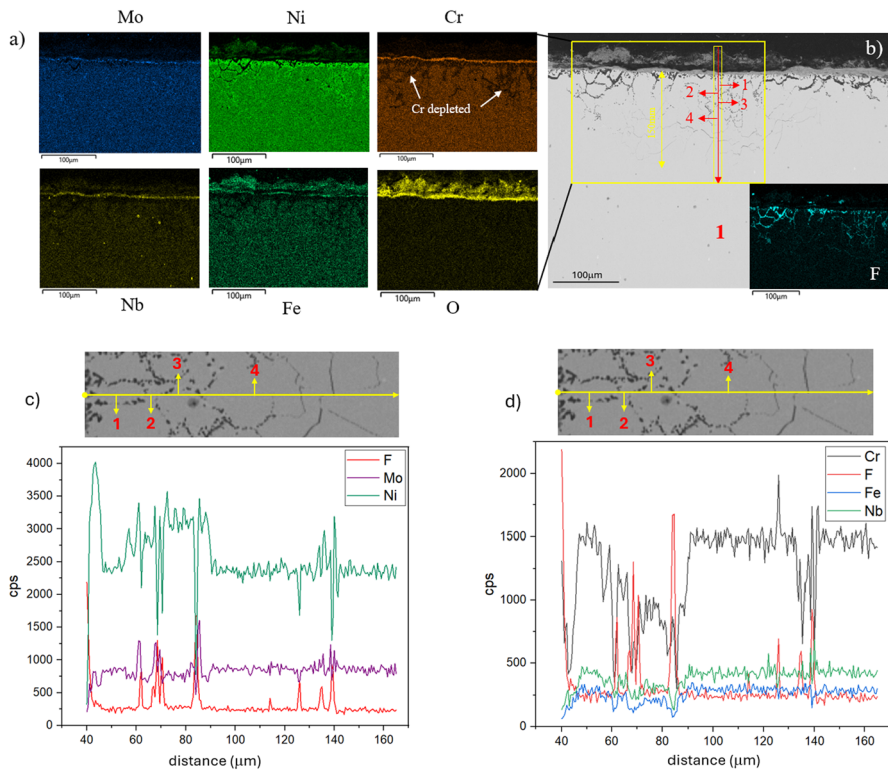 Mo Ni Cr
a)
b)
Cr depleted
1
2
3
4
100µm
100µm 100µm 100µm
1
100µm
F
100µm
100µm 100µm 100µm
Nb Fe O
c)
3 4
1 2
d)
3 4
1 2
F
Mo
Ni
4000
3500
3000
2500
2000
1500
1000
500
0
cps
40 60 80 100 120 140 160
distance (µm)
Cr
F
Fe
Nb
2000
1500
1000
500
0
cps
40 60 80 100 120 140 160
distance (µm)